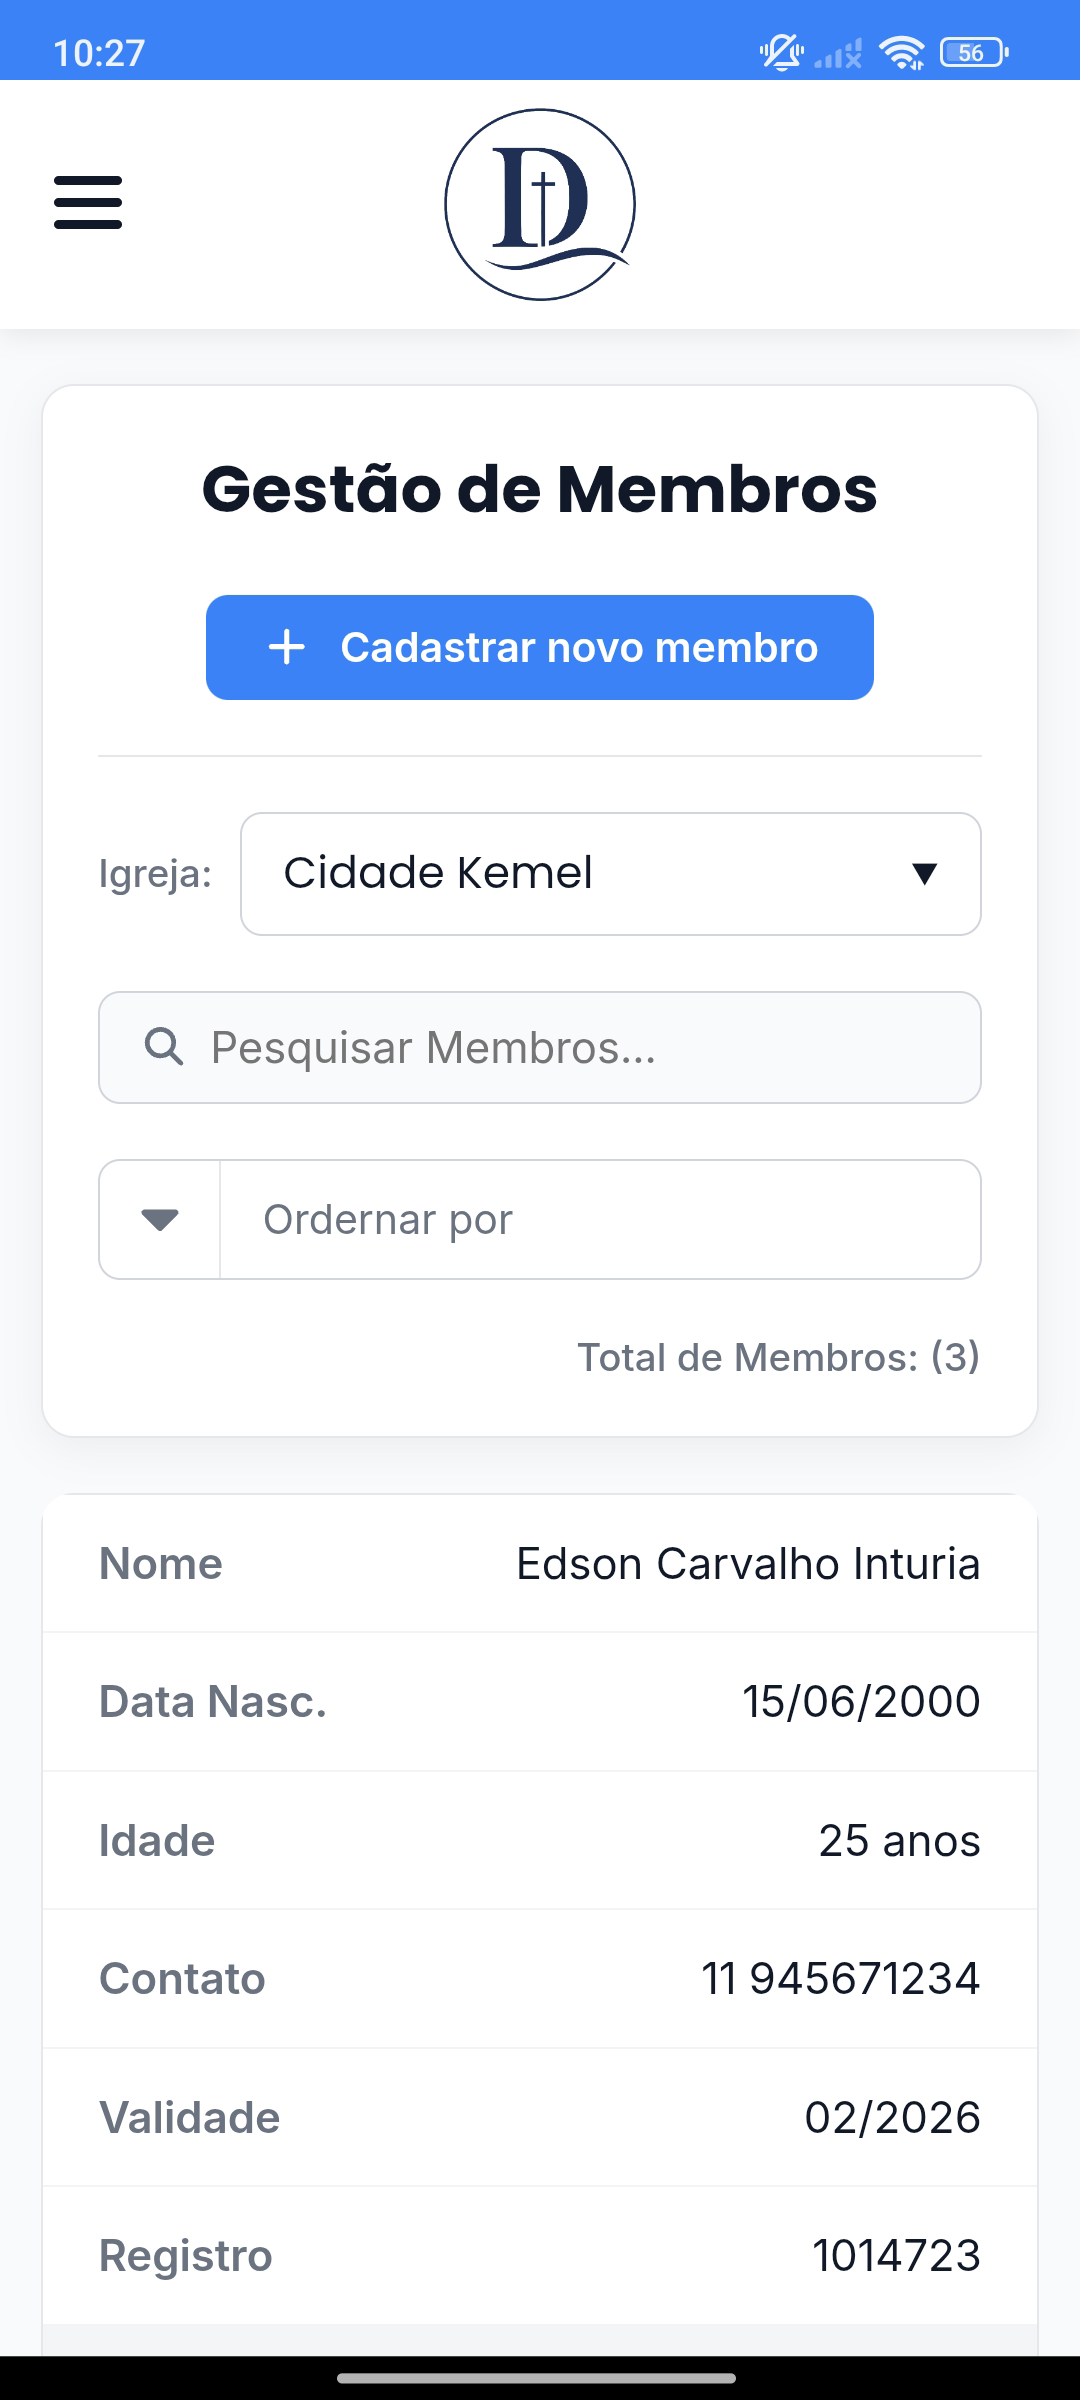 10:27
56
D
Gestão de Membros
+ Cadastrar novo membro
Igreja: Cidade Kemel
Pesquisar Membros...
Ordernar por
Total de Membros: (3)
Nome Edson Carvalho Inturia
Data Nasc. 15/06/2000
Idade 25 anos
Contato 11 945671234
Validade 02/2026
Registro 1014723